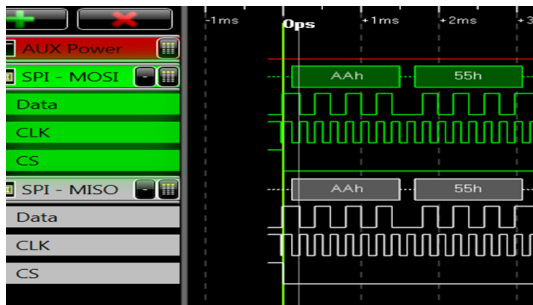 -1ms 0ps +1ms +2ms +3
AUX Power
SPI - MOSI - AAh 55h
Data
CLK
CS
SPI - MISO - AAh 55h
Data
CLK
CS